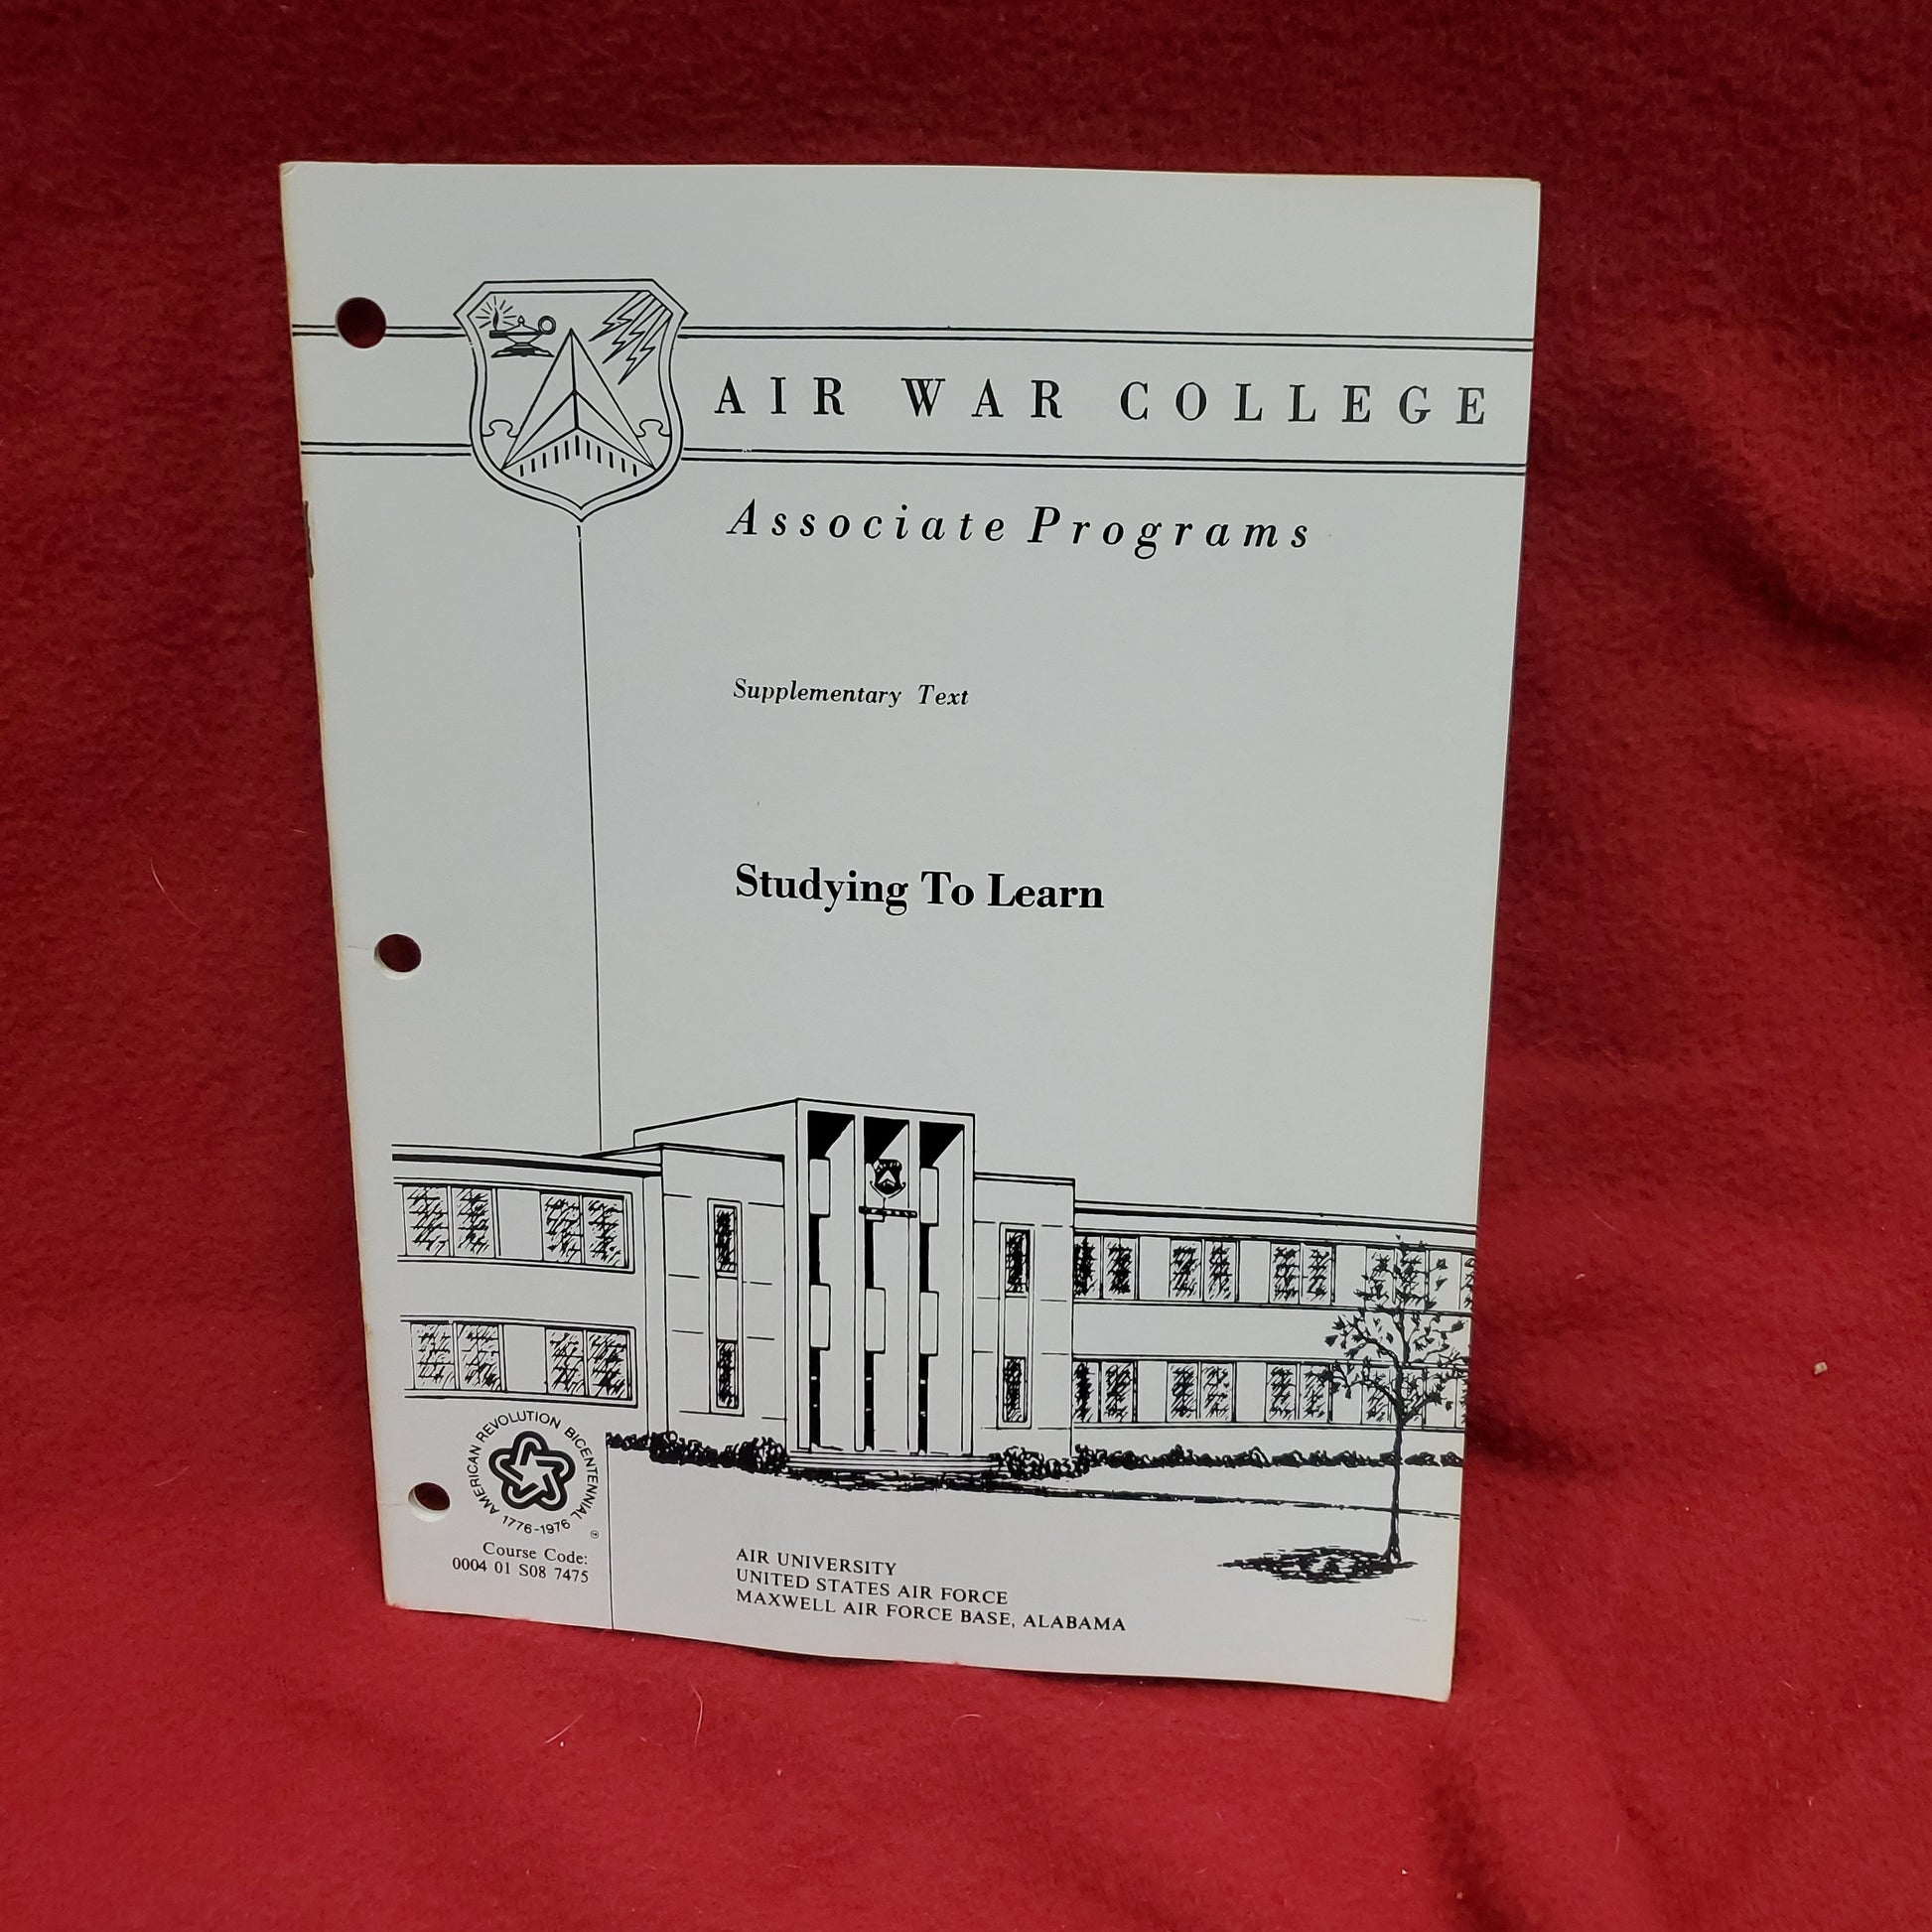 AIR WAR COLLEGE
Associate Programs
Supplementary Text
Studying To Learn
AMERICAN REVOLUTION BICENTENNIAL
1776-1976
Course Code:
0004 01 S08 7475
AIR UNIVERSITY
UNITED STATES AIR FORCE
MAXWELL AIR FORCE BASE, ALABAMA